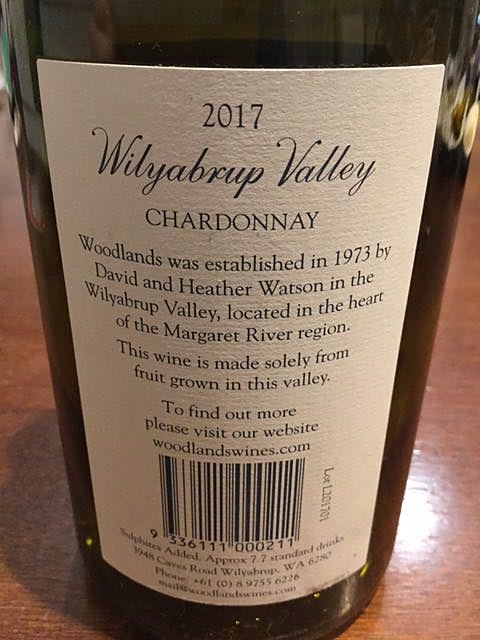 2017
Wilyabrup Valley
CHARDONNAY
Woodlands was established in 1973 by
David and Heather Watson in the
Wilyabrup Valley, located in the heart
of the Margaret River region.
This wine is made solely from
fruit grown in this valley.
To find out more
please visit our website
woodlandswines.com
9 336111 000211
Sulphites Added. Approx 7.7 standard drinks
3948 Caves Road Wilyabrup, WA 6280
Phone: +61 (0) 8 9755 6226
mail@woodlandswines.com